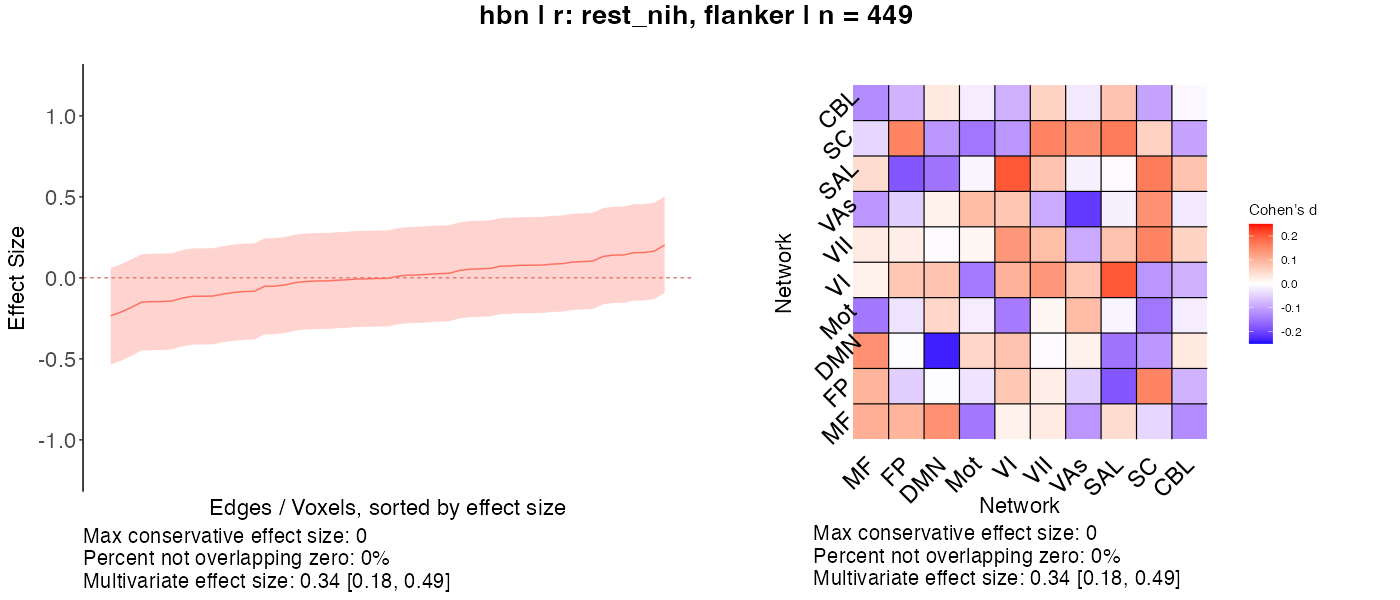 hbn | r: rest_nih, flanker | n = 449
Effect Size
1.0
0.5
0.0
-0.5
-1.0
Edges / Voxels, sorted by effect size
Max conservative effect size: 0
Percent not overlapping zero: 0%
Multivariate effect size: 0.34 [0.18, 0.49]
Network
CBL
SC
SAL
VAs
VII
VI
Mot
DMN
FP
MF
MF
FP
DMN
Mot
VI
VII
VAs
SAL
SC
CBL
Network
Max conservative effect size: 0
Percent not overlapping zero: 0%
Multivariate effect size: 0.34 [0.18, 0.49]
Cohen's d
0.2
0.1
0.0
-0.1
-0.2